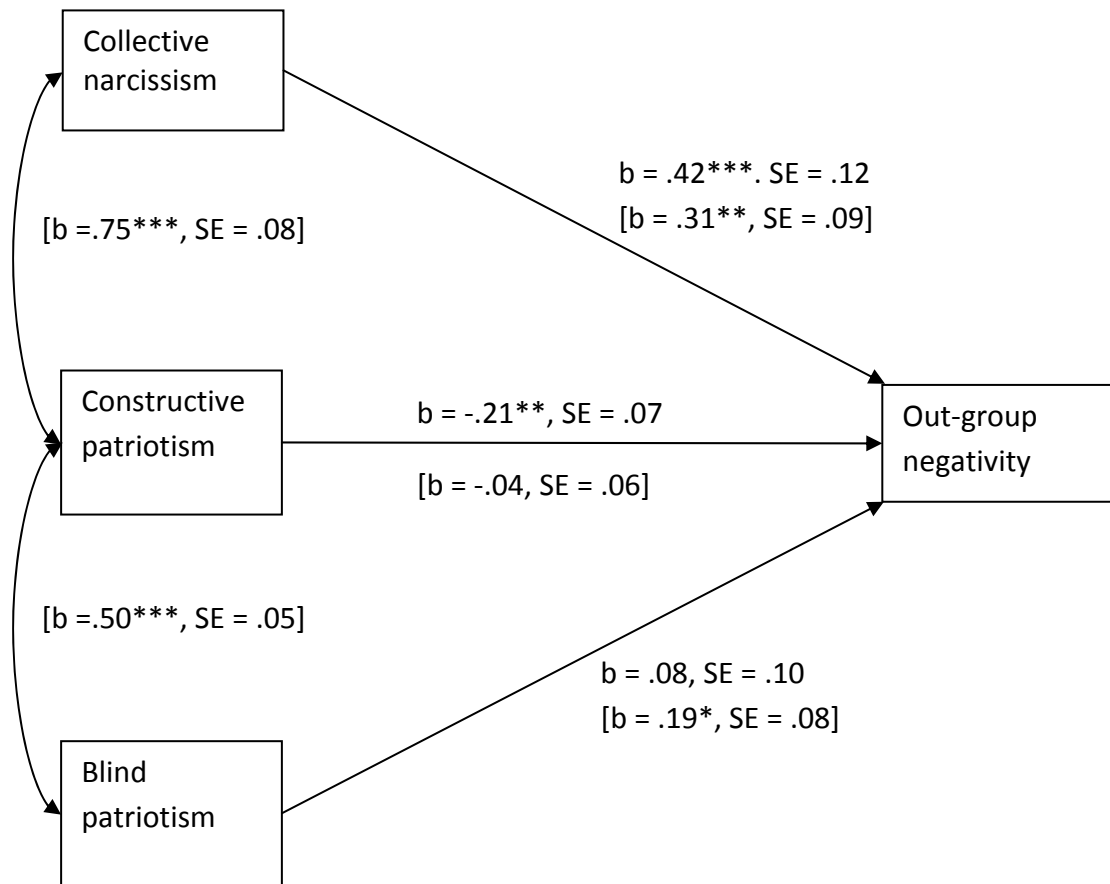 Collective
narcissism
b = .42***. SE = .12
[b = .31**, SE = .09]
[b =.75***, SE = .08]
Constructive
patriotism
b = -.21**, SE = .07
[b = -.04, SE = .06]
Out-group
negativity
[b =.50***, SE = .05]
b = .08, SE = .10
[b = .19*, SE = .08]
Blind
patriotism